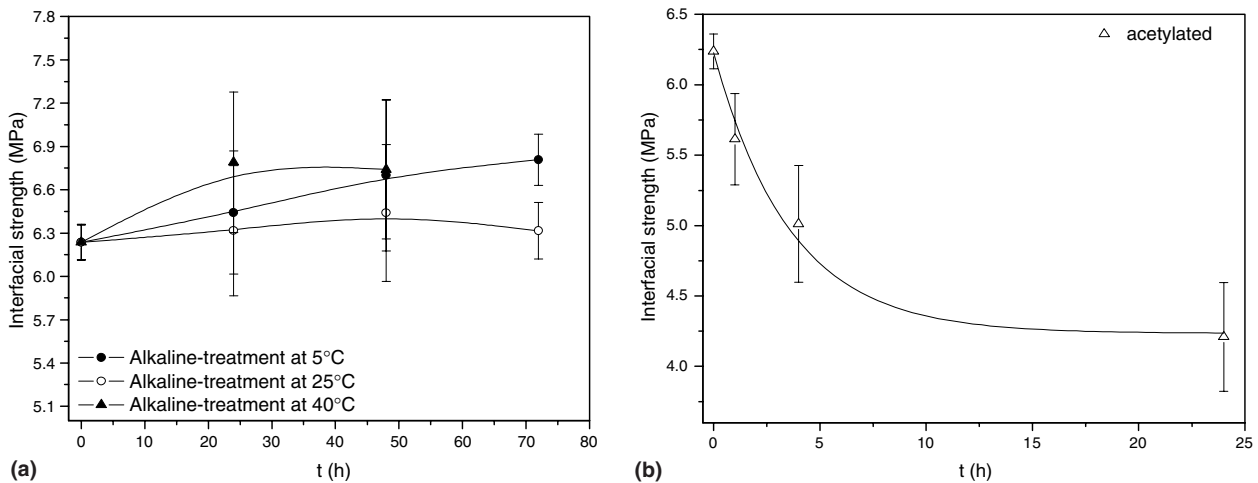 7.8
7.5
7.2
6.9
6.6
6.3
6.0
5.7
5.4
5.1
Interfacial strength (MPa)
Alkaline-treatment at 5°C
Alkaline-treatment at 25°C
Alkaline-treatment at 40°C
0 10 20 30 40 50 60 70 80
(a) t (h)
6.5
6.0
5.5
5.0
4.5
4.0
Interfacial strength (MPa)
acetylated
0 5 10 15 20 25
(b) t (h)